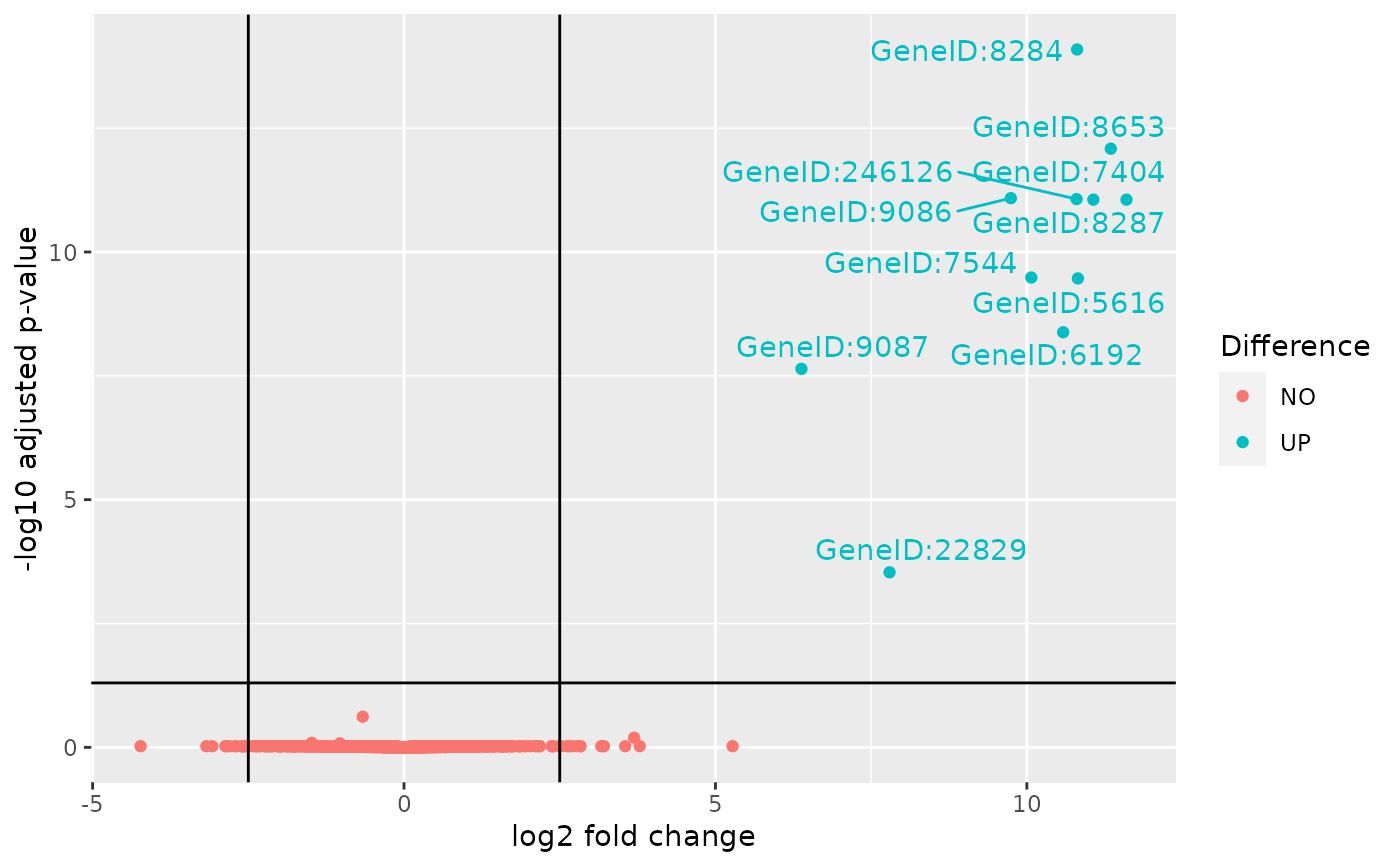 -log10 adjusted p-value
10
5
0
GeneID:8284
GeneID:8653
GeneID:246126
GeneID:7404
GeneID:9086
GeneID:8287
GeneID:7544
GeneID:5616
GeneID:9087
GeneID:6192
GeneID:22829
-5
0
5
10
log2 fold change
Difference
NO
UP